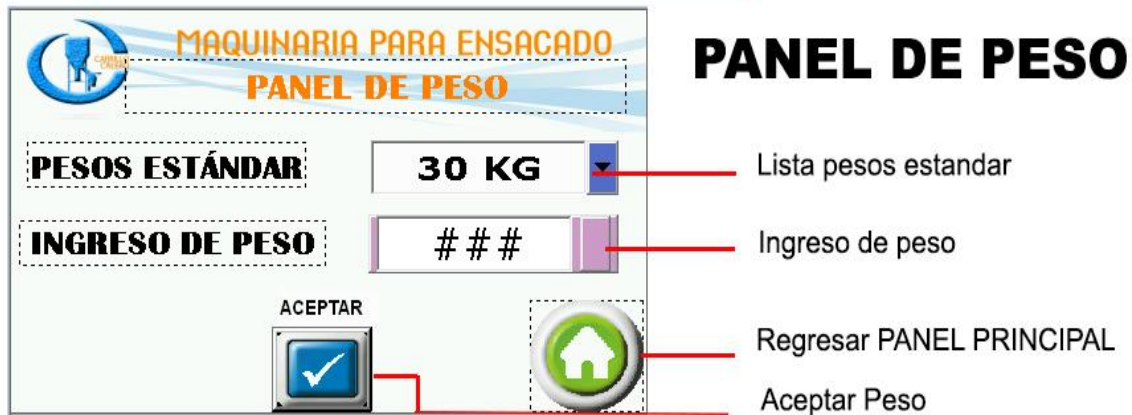 MAQUINARIA PARA ENSACADO
PANEL DE PESO
PANEL DE PESO
PESOS ESTÁNDAR
30 KG
Lista pesos estandar
INGRESO DE PESO
###
Ingreso de peso
ACEPTAR
Regresar PANEL PRINCIPAL
Aceptar Peso